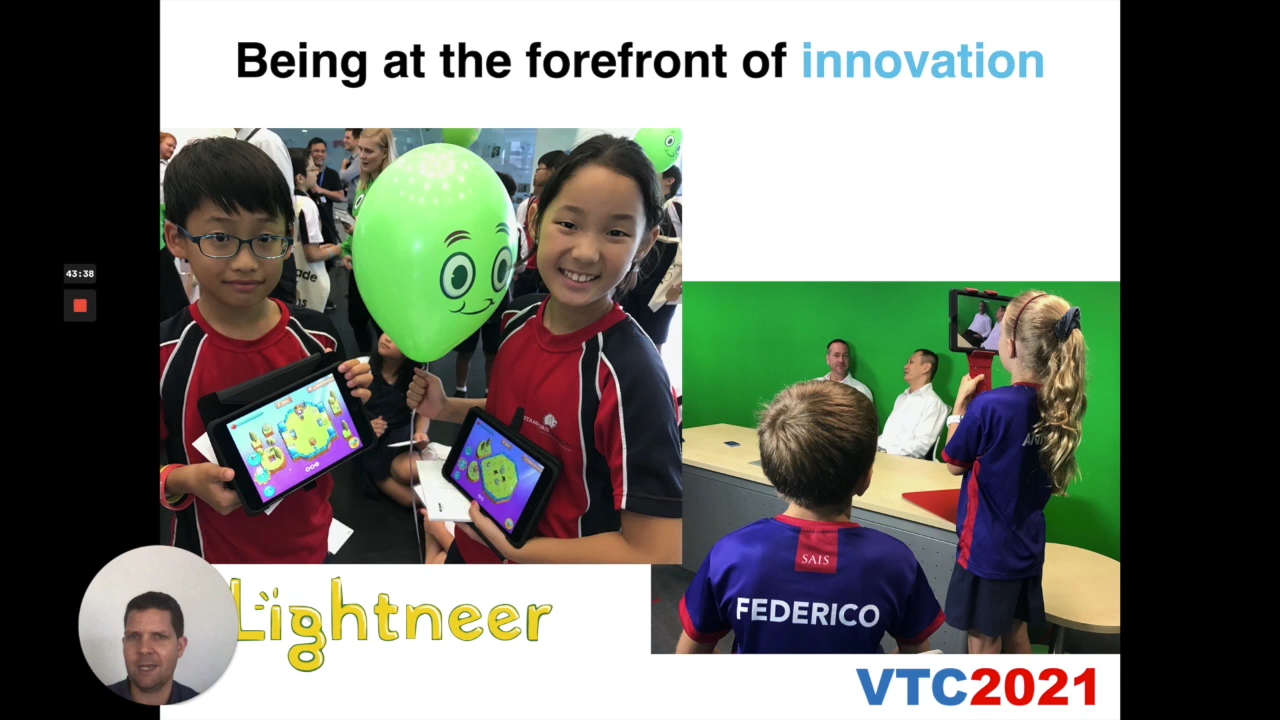 Being at the forefront of innovation
43:38
SAIS
FEDERICO
Lightneer
VTC2021